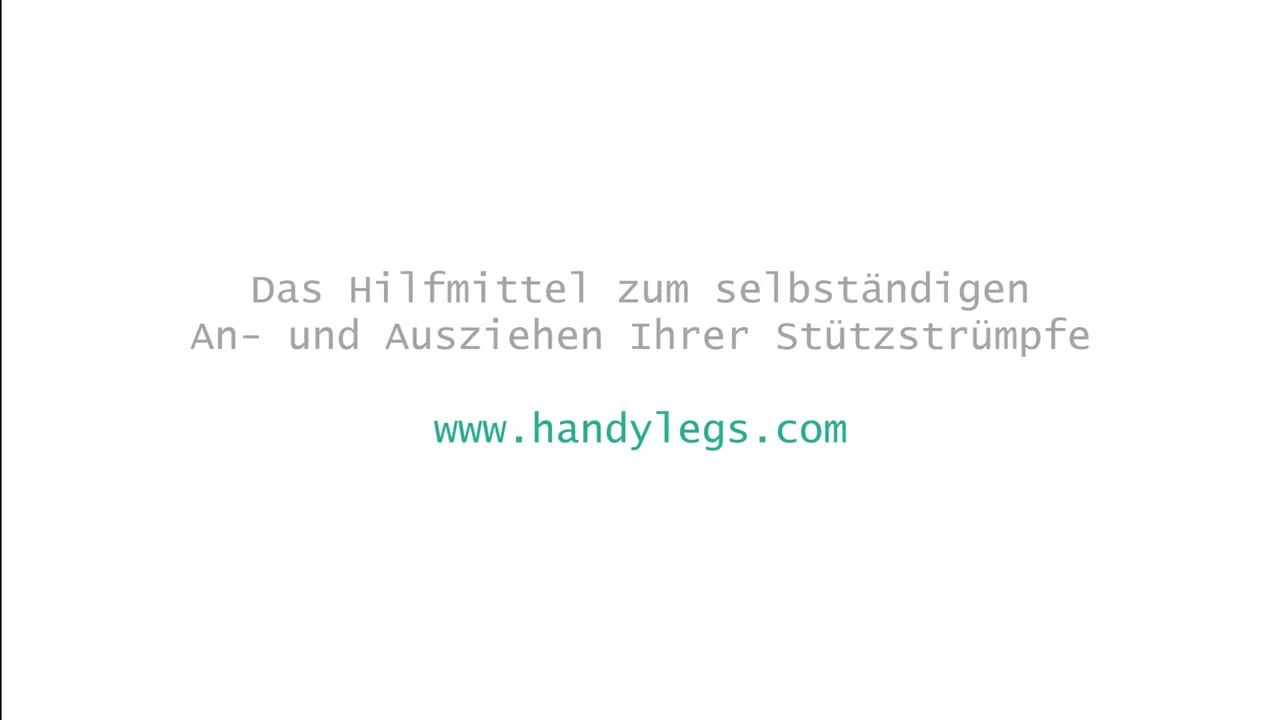 Das Hilfmittel zum selbständigen
An- und Ausziehen Ihrer Stützstrümpfe
www.handylegs.com